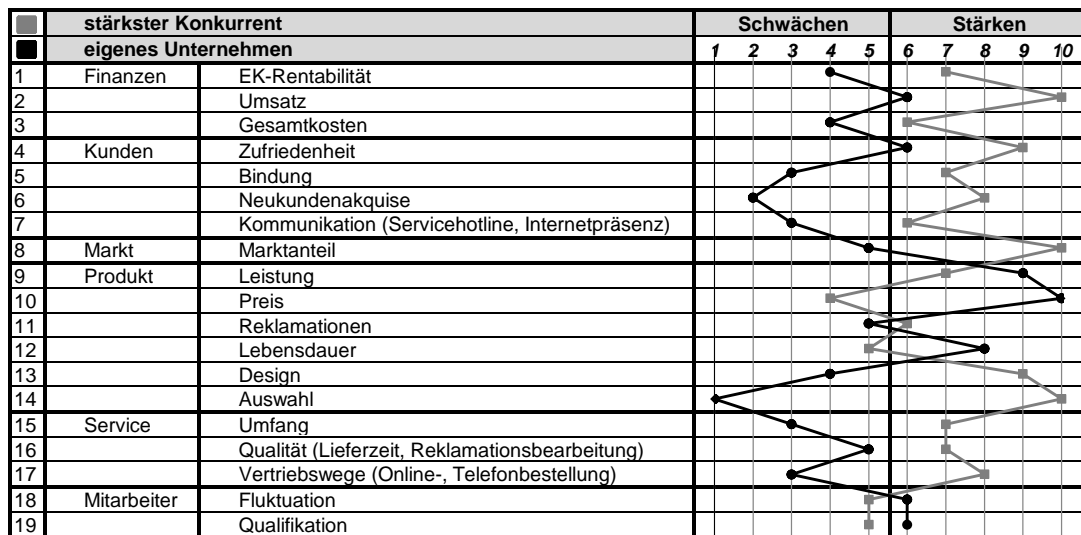 stärkster Konkurrent Schwächen Stärken
eigenes Unternehmen 1 2 3 4 5 6 7 8 9 10
1 Finanzen EK-Rentabilität
2 Umsatz
3 Gesamtkosten
4 Kunden Zufriedenheit
5 Bindung
6 Neukundenakquise
7 Kommunikation (Servicehotline, Internetpräsenz)
8 Markt Marktanteil
9 Produkt Leistung
10 Preis
11 Reklamationen
12 Lebensdauer
13 Design
14 Auswahl
15 Service Umfang
16 Qualität (Lieferzeit, Reklamationsbearbeitung)
17 Vertriebswege (Online-, Telefonbestellung)
18 Mitarbeiter Fluktuation
19 Qualifikation